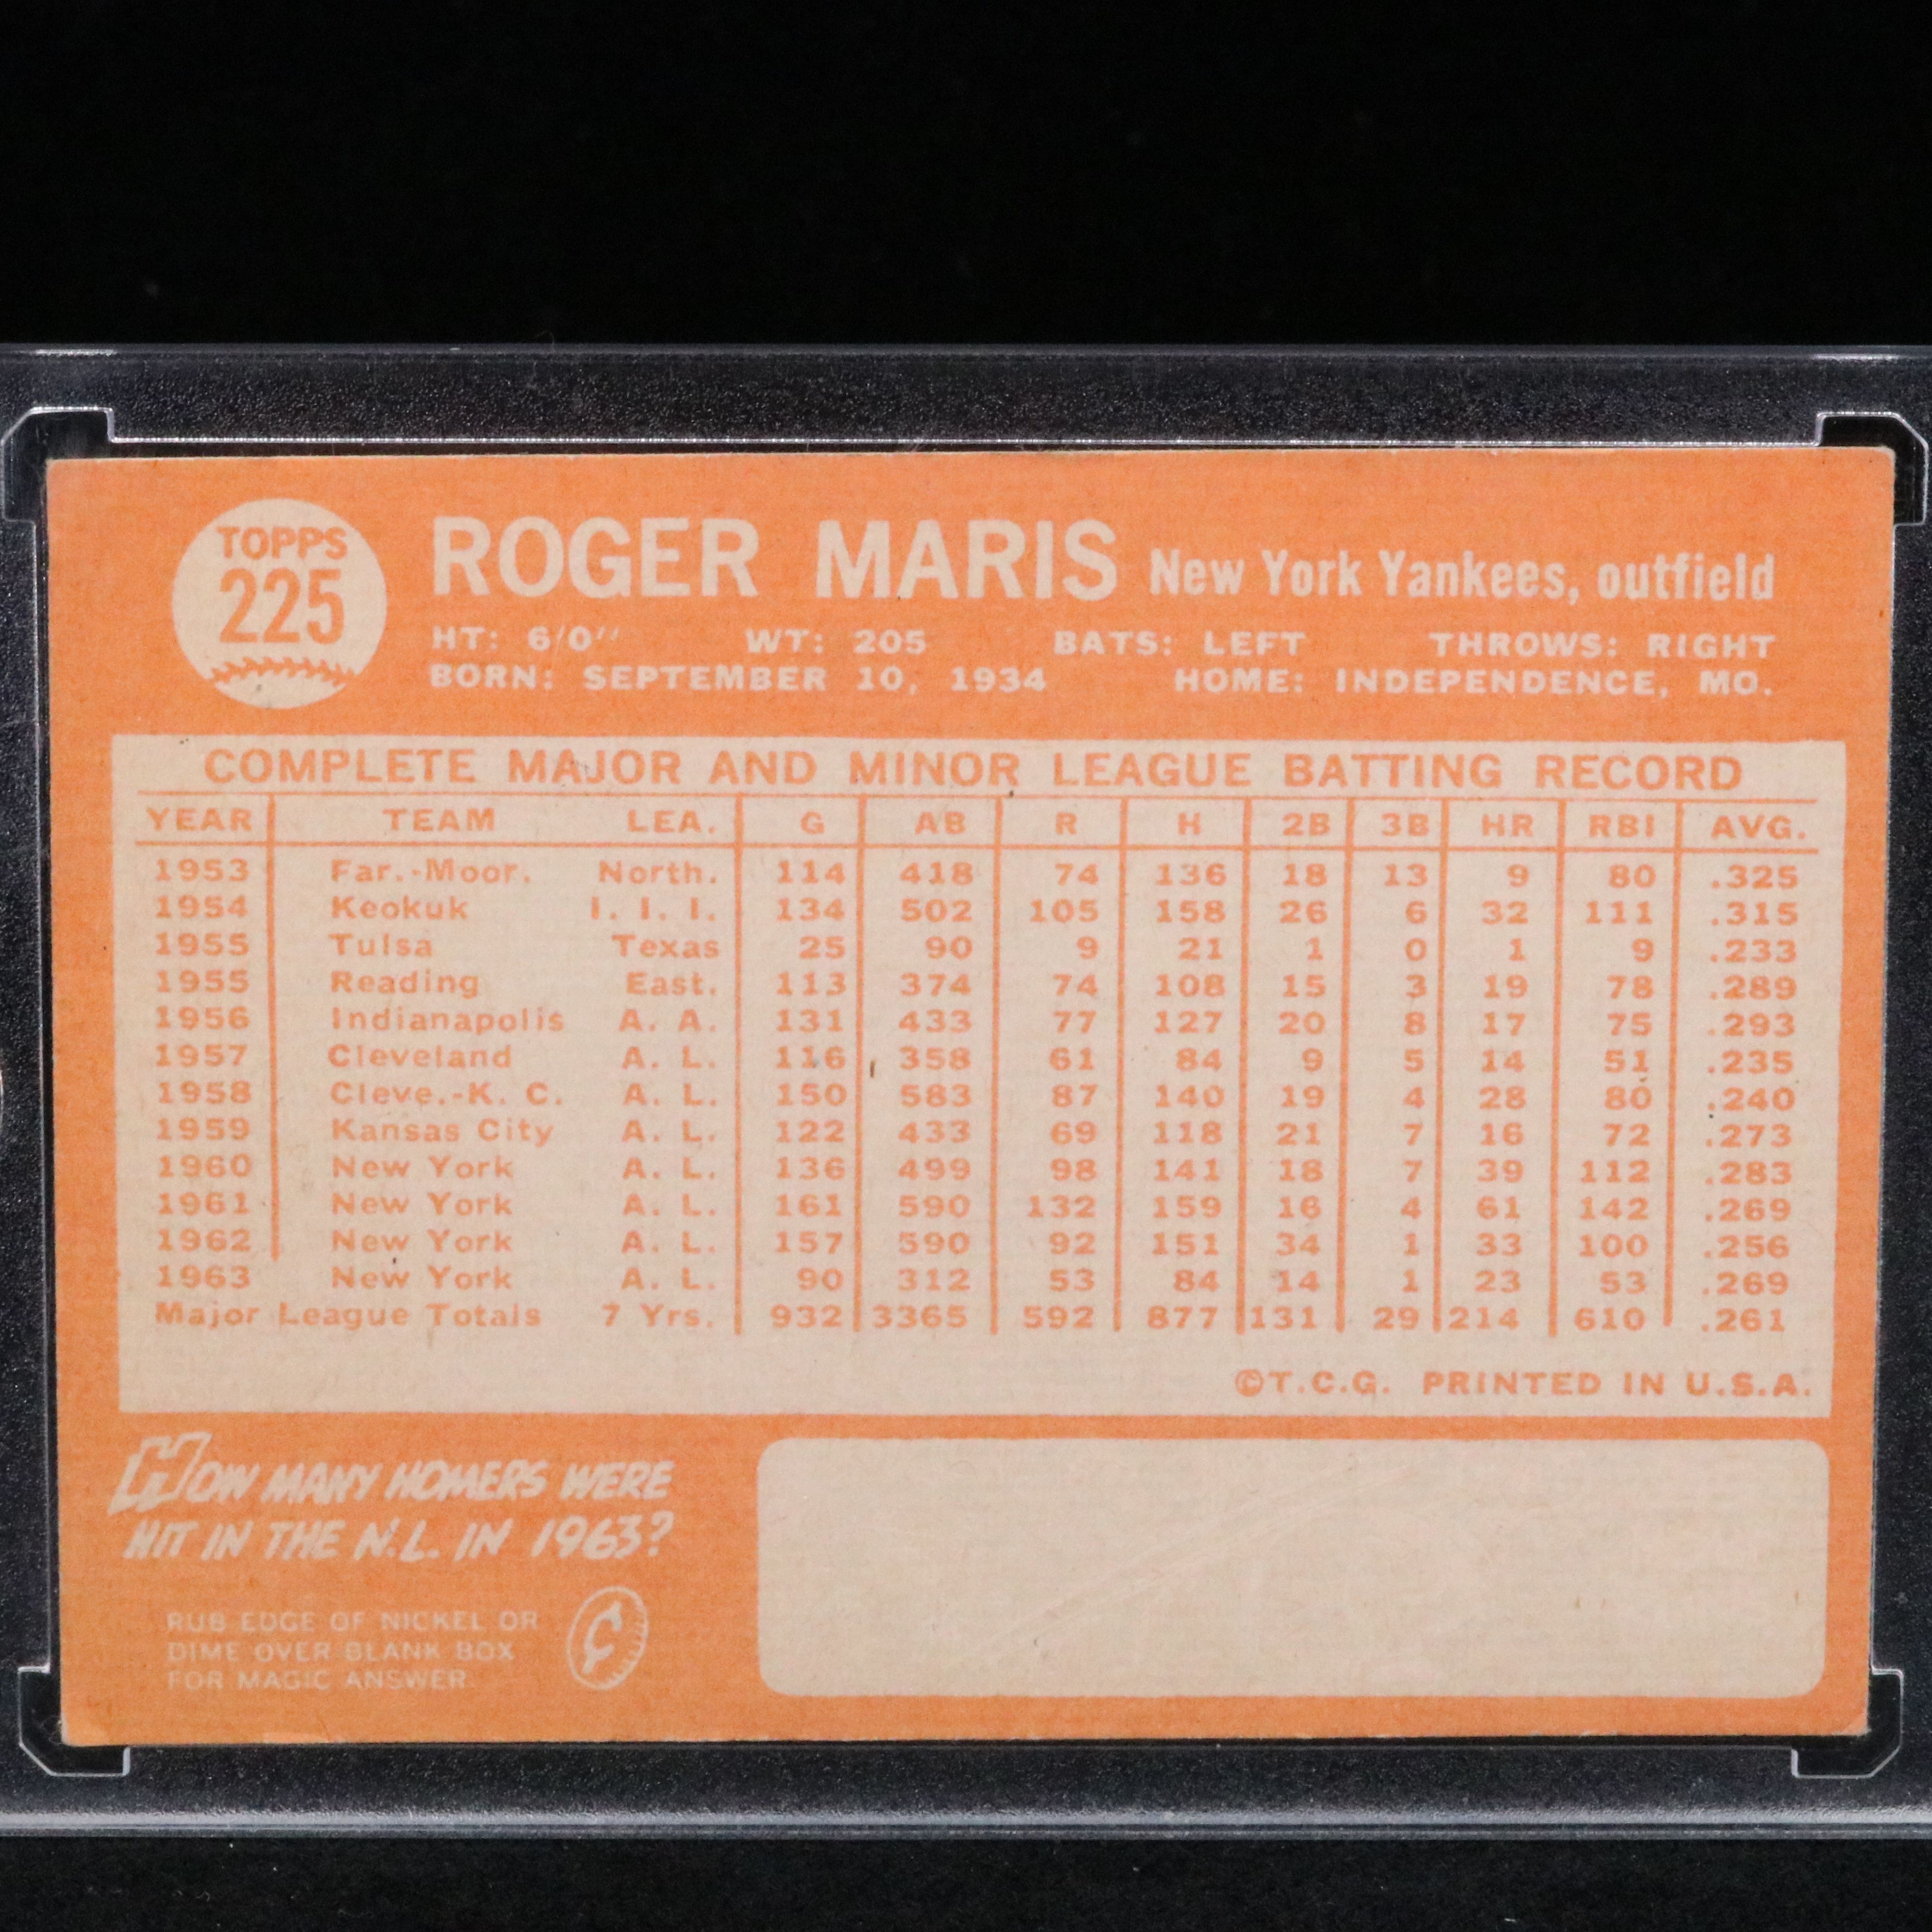 TOPPS
225
ROGER MARIS New York Yankees, outfield
HT: 6/0" WT: 205 BATS: LEFT THROWS: RIGHT
BORN: SEPTEMBER 10, 1934 HOME: INDEPENDENCE, MO.
COMPLETE MAJOR AND MINOR LEAGUE BATTING RECORD
YEAR TEAM LEA. G AB R H 2B 3B HR RBI AVG.
1953 Far.-Moor. North. 114 418 74 136 18 13 9 80 .325
1954 Keokuk I. I. I. 134 502 105 158 26 6 32 111 .315
1955 Tulsa Texas 25 90 9 21 1 0 1 9 .233
1955 Reading East. 113 374 74 108 15 3 19 78 .289
1956 Indianapolis A. A. 131 433 77 127 20 8 17 75 .293
1957 Cleveland A. L. 116 358 61 84 9 5 14 51 .235
1958 Cleve.-K. C. A. L. 150 583 87 140 19 4 28 80 .240
1959 Kansas City A. L. 122 433 69 118 21 7 16 72 .273
1960 New York A. L. 136 499 98 141 18 7 39 112 .283
1961 New York A. L. 161 590 132 159 16 4 61 142 .269
1962 New York A. L. 157 590 92 151 34 1 33 100 .256
1963 New York A. L. 90 312 53 84 14 1 23 53 .269
Major League Totals 7 Yrs. 932 3365 592 877 131 29 214 610 .261
©T.C.G. PRINTED IN U.S.A.
HOW MANY HOMERS WERE
HIT IN THE N.L. IN 1963?
RUB EDGE OF NICKEL OR
DIME OVER BLANK BOX
FOR MAGIC ANSWER
¢